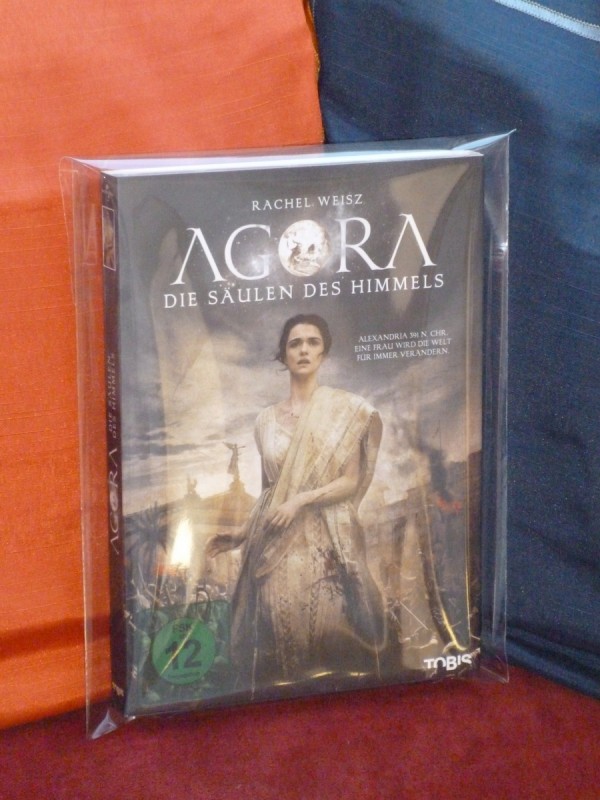 RACHEL WEISZ
AGORA
DIE SÄULEN DES HIMMELS
ALEXANDRIA 391 N. CHR.
EINE FRAU WIRD DIE WELT
FÜR IMMER VERÄNDERN.
AGORA
DIE SÄULEN
DES HIMMELS
FSK
12
TOBIS